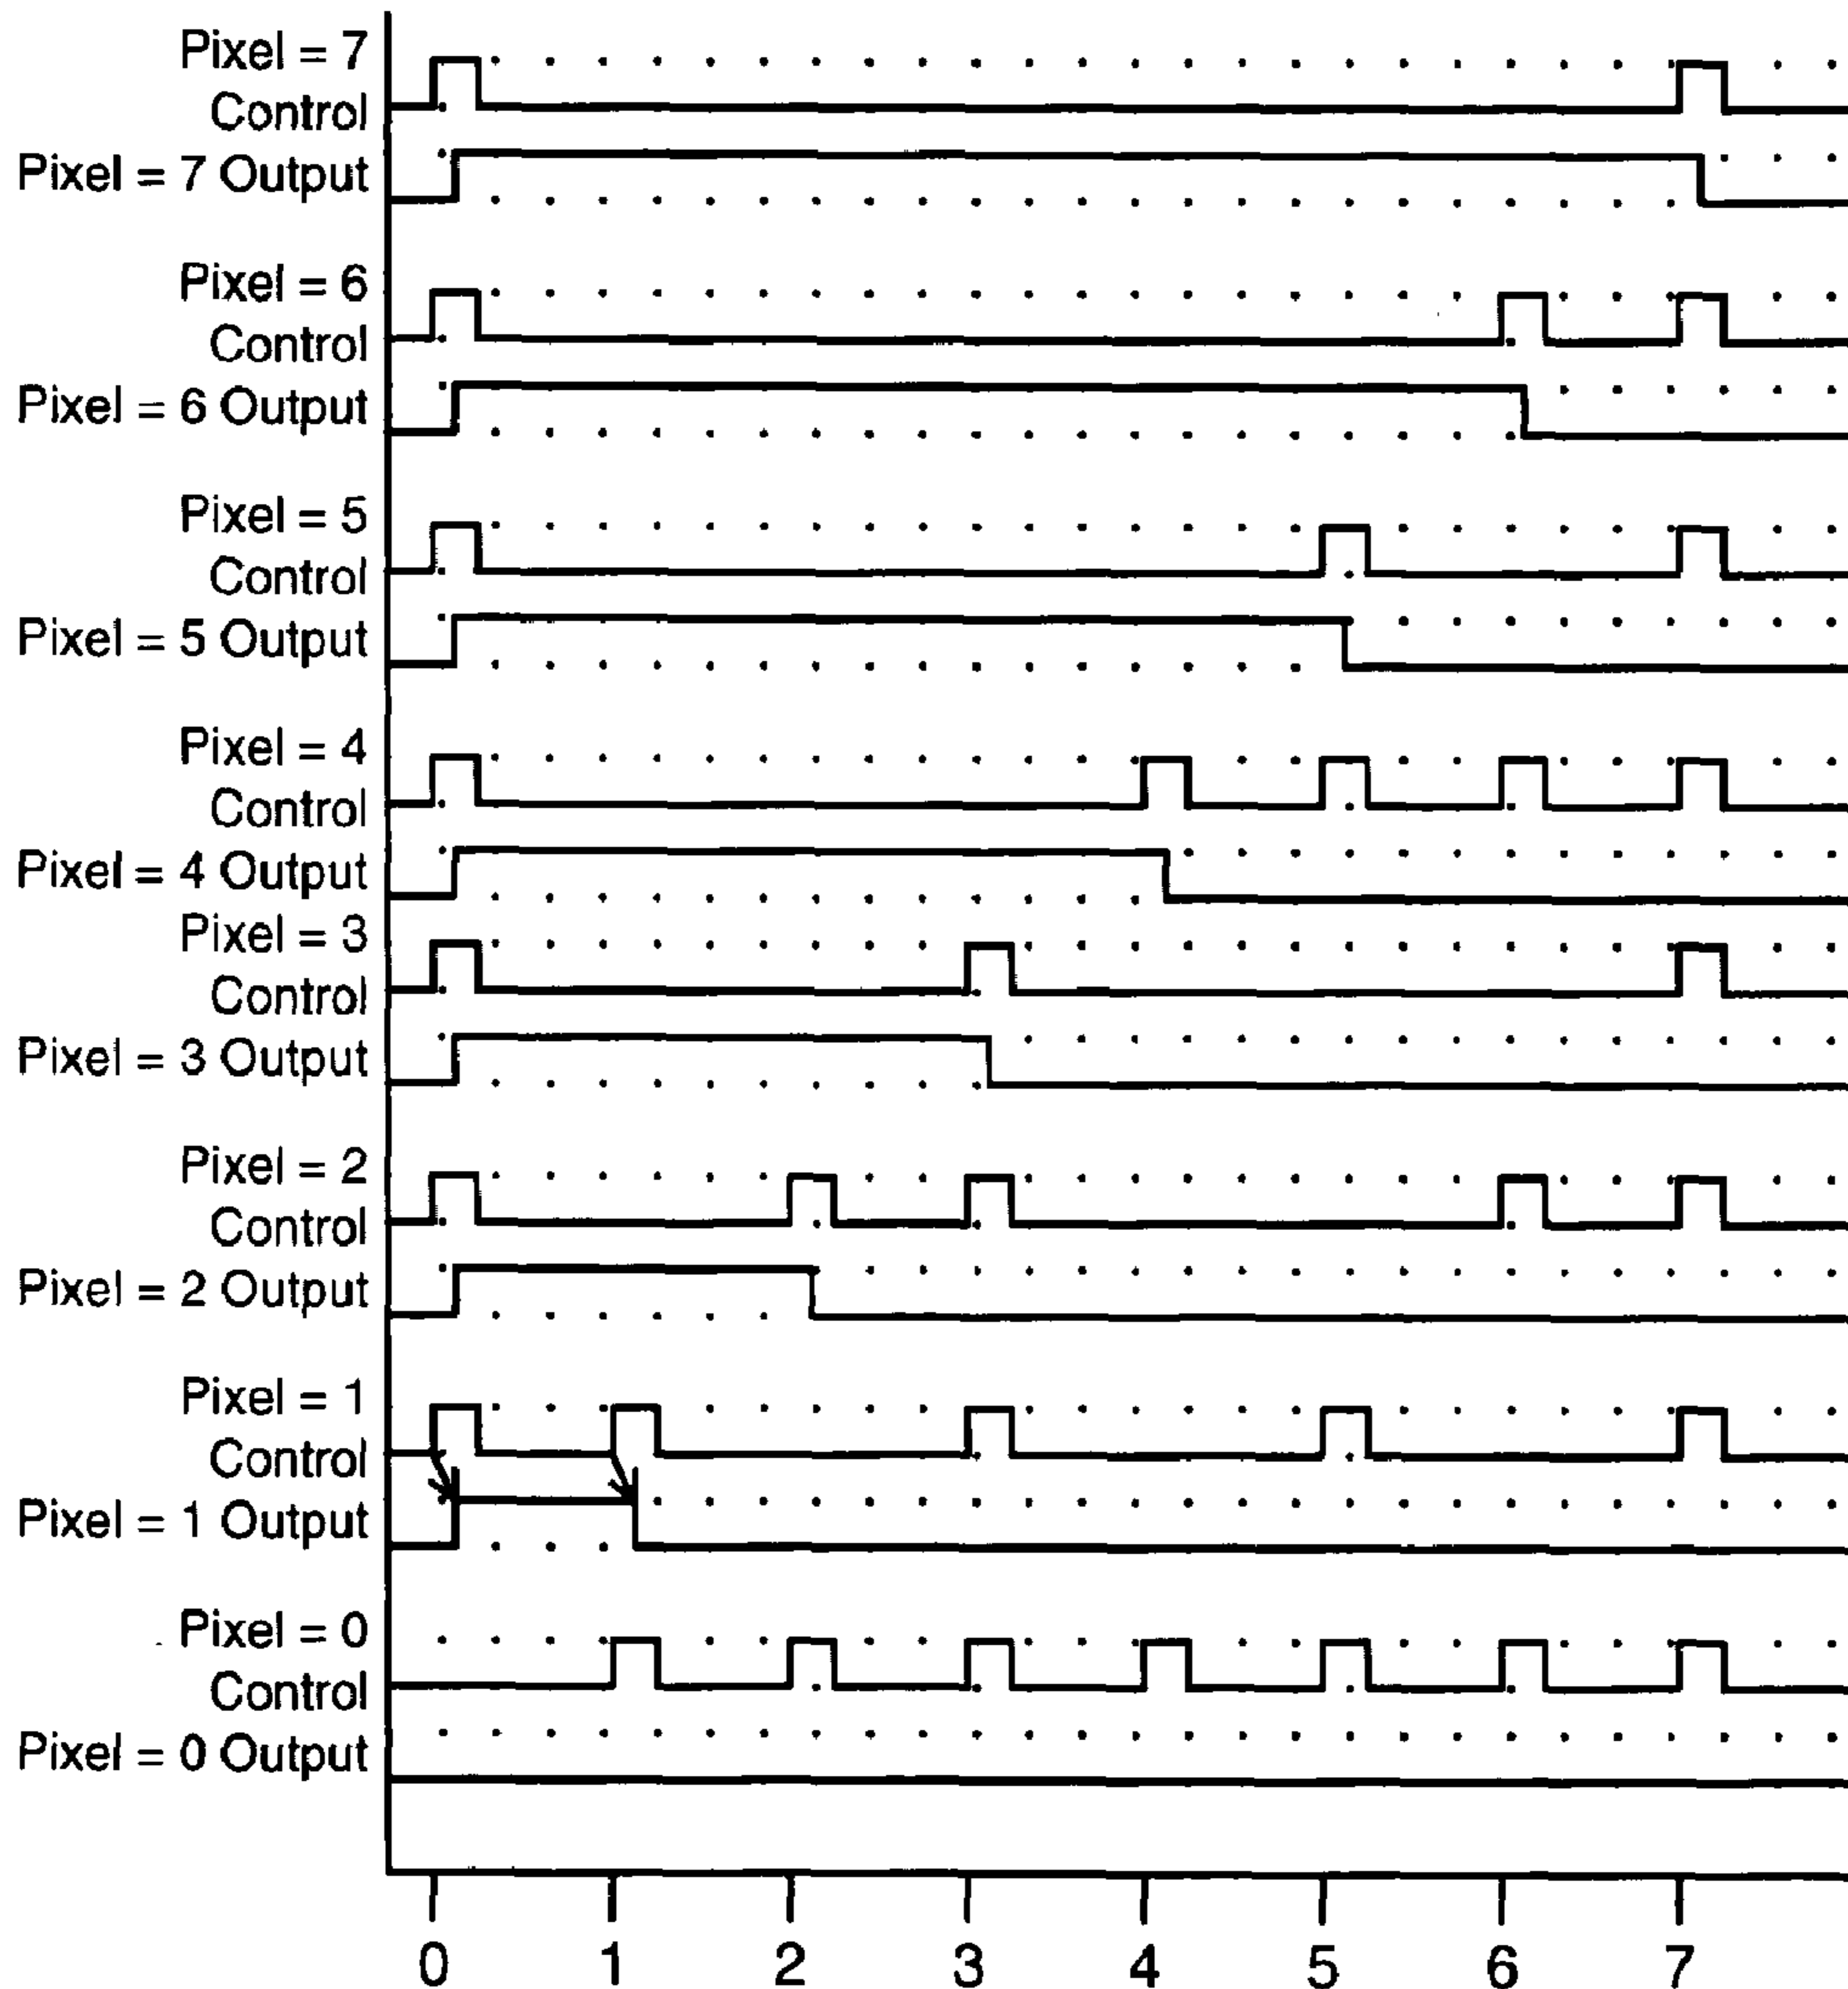 Pixel = 7
Control
Pixel = 7 Output
Pixel = 6
Control
Pixel = 6 Output
Pixel = 5
Control
Pixel = 5 Output
Pixel = 4
Control
Pixel = 4 Output
Pixel = 3
Control
Pixel = 3 Output
Pixel = 2
Control
Pixel = 2 Output
Pixel = 1
Control
Pixel = 1 Output
Pixel = 0
Control
Pixel = 0 Output
0 1 2 3 4 5 6 7